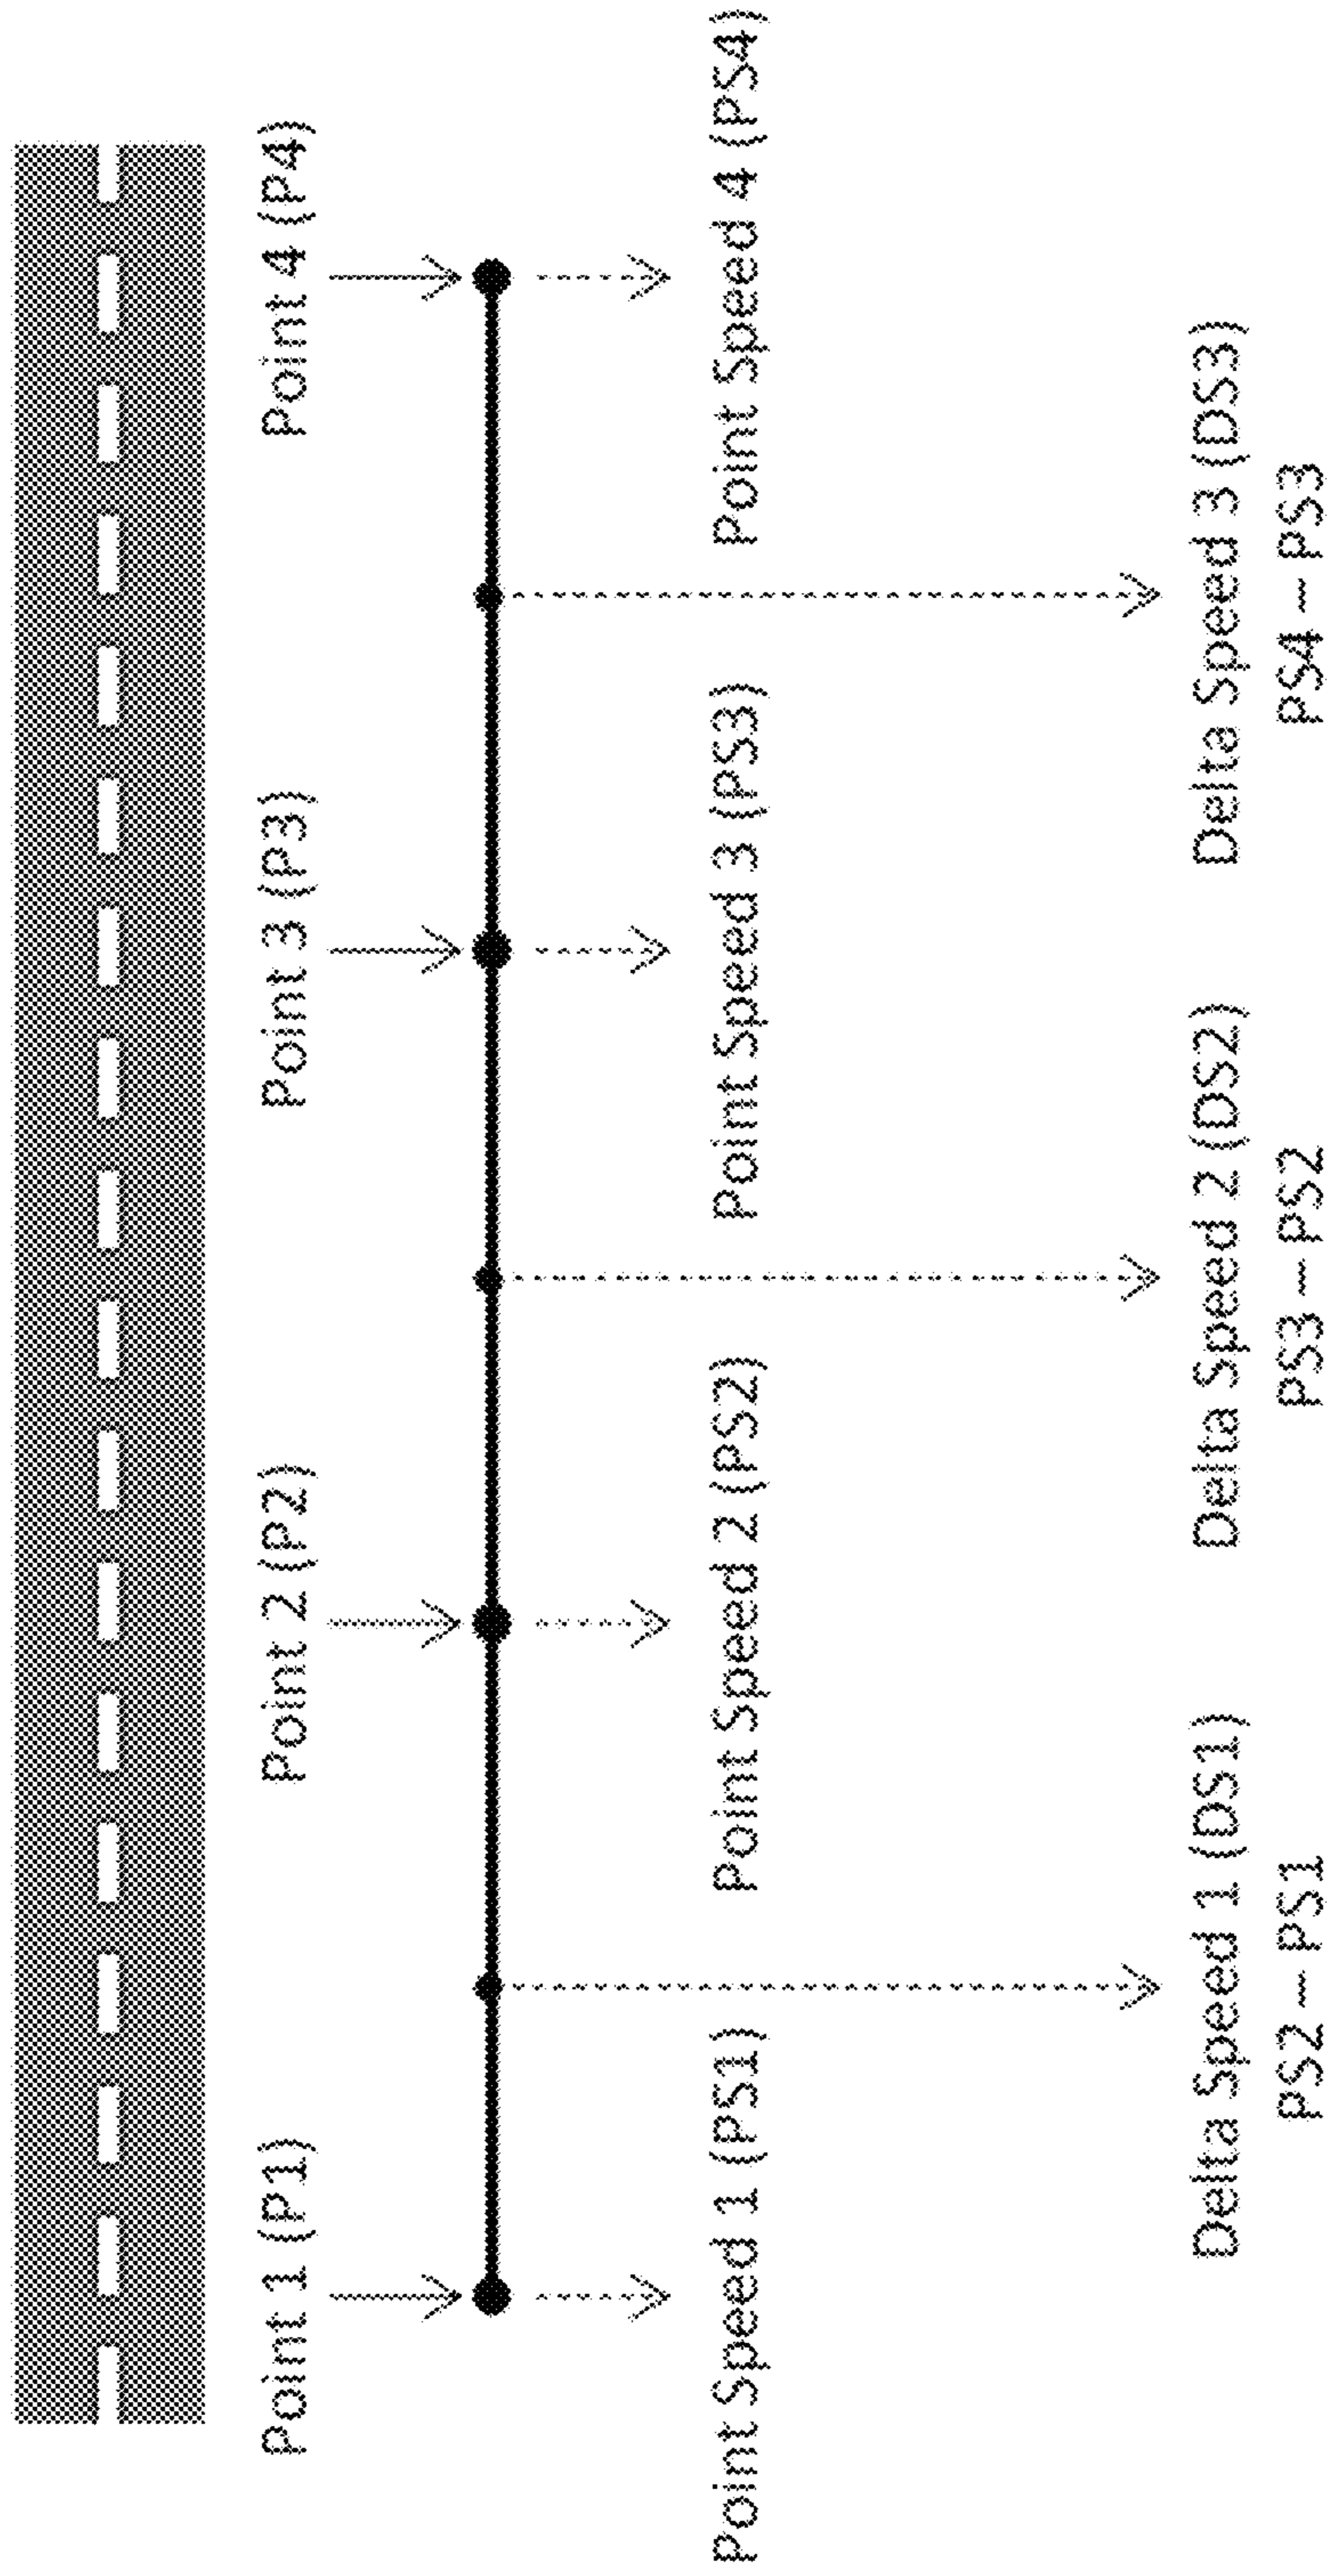 Point 1 (P1)
Point 2 (P2)
Point 3 (P3)
Point 4 (P4)
Point Speed 1 (PS1)
Point Speed 2 (PS2)
Point Speed 3 (PS3)
Point Speed 4 (PS4)
Delta Speed 1 (DS1)
PS2 – PS1
Delta Speed 2 (DS2)
PS3 – PS2
Delta Speed 3 (DS3)
PS4 – PS3